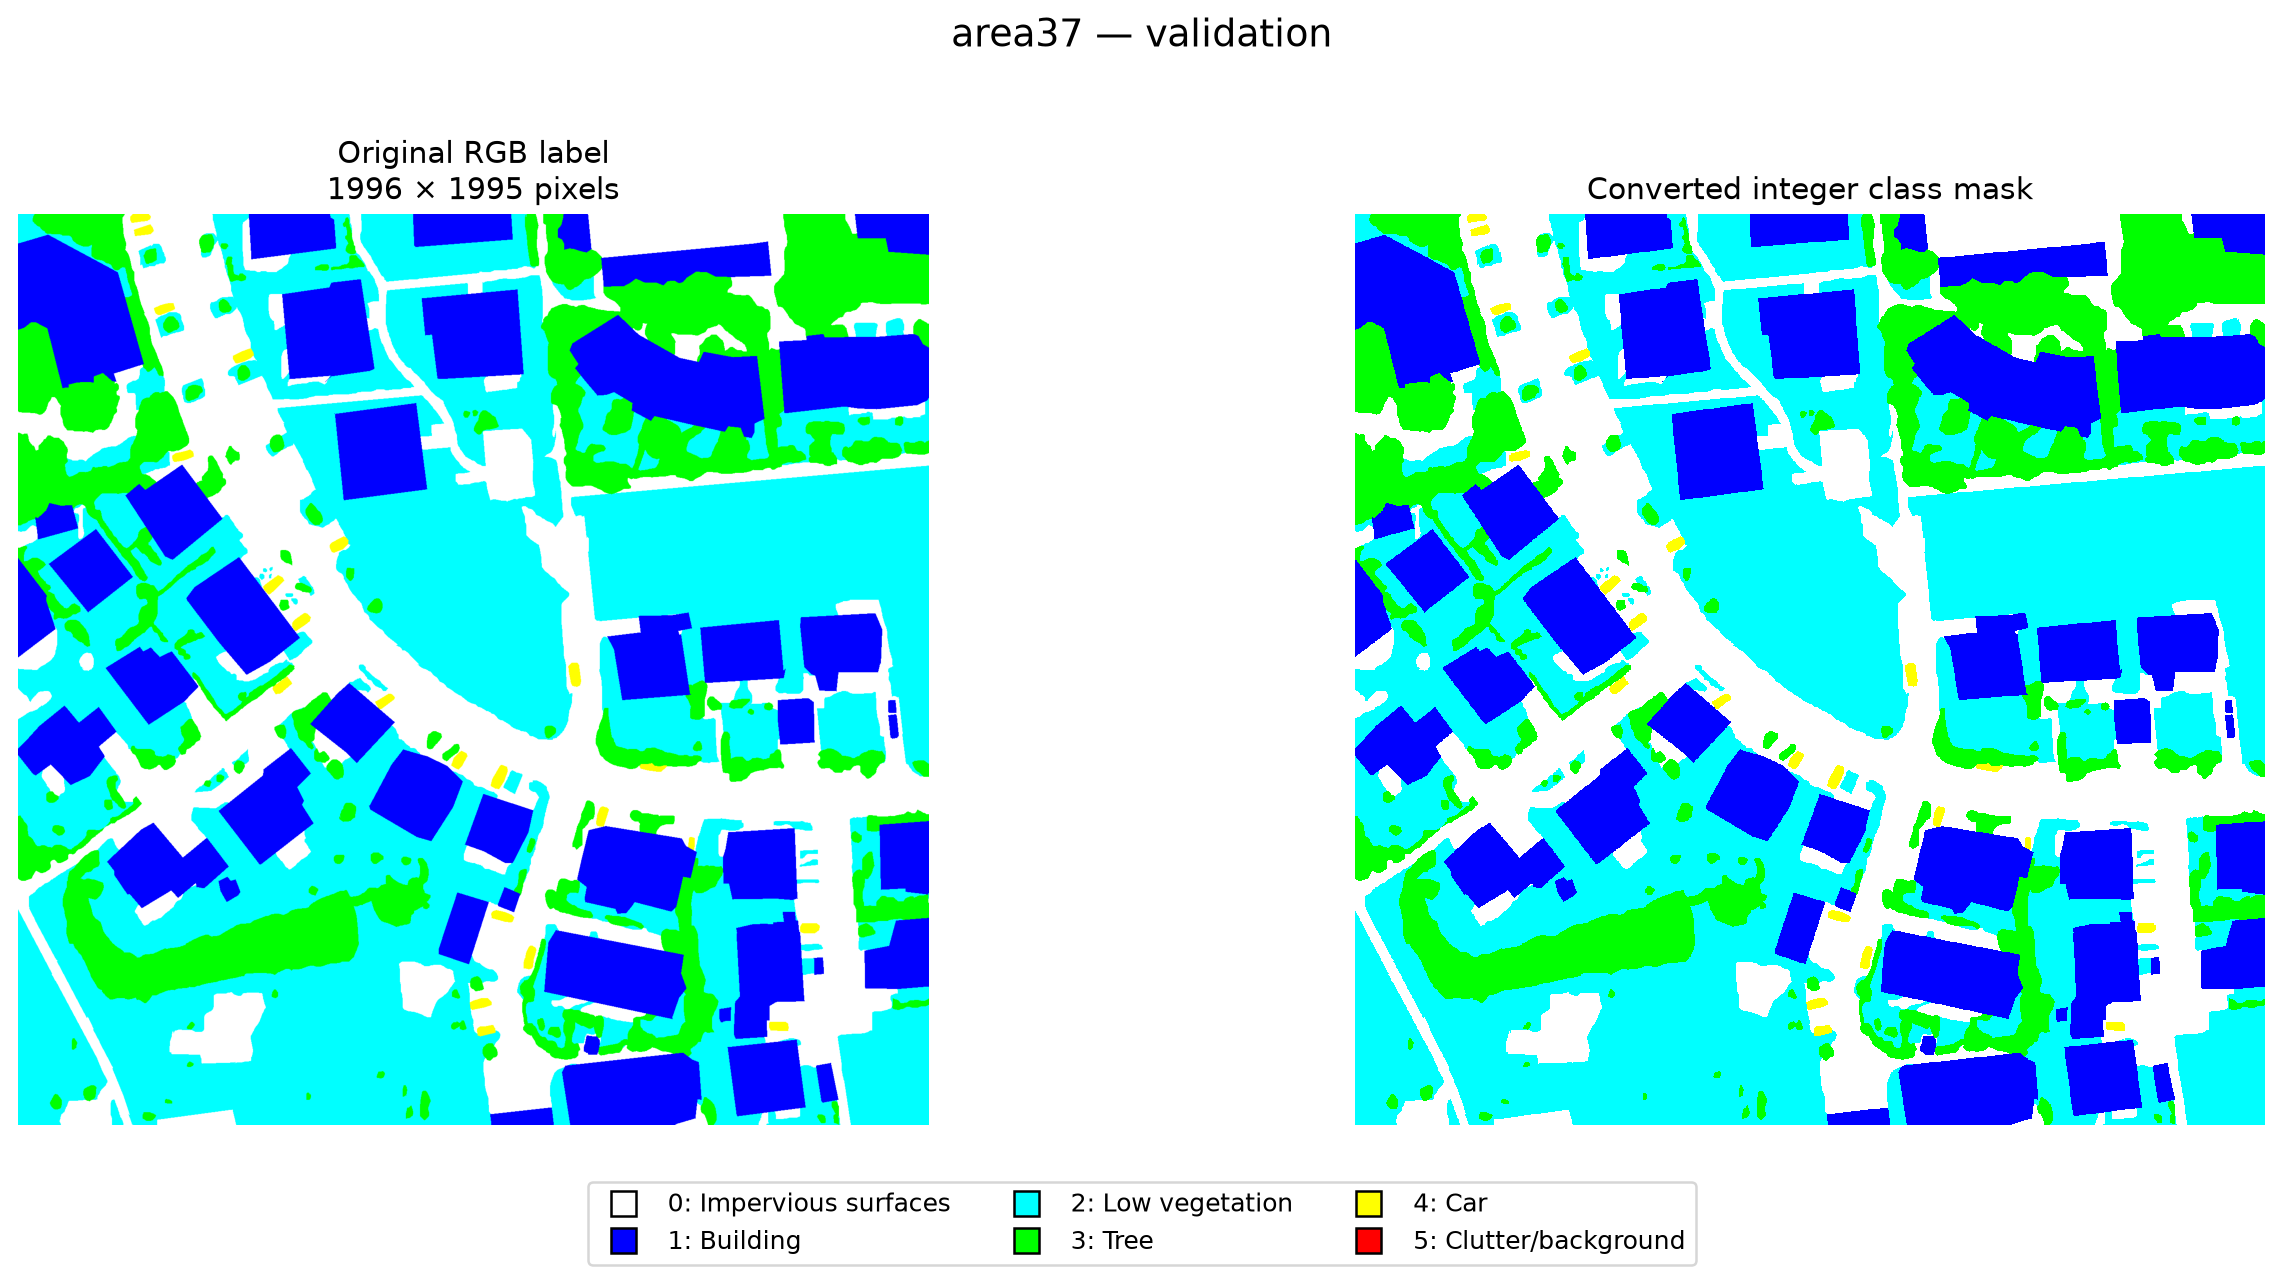 area37 — validation
Original RGB label
1996 × 1995 pixels
Converted integer class mask
0: Impervious surfaces
1: Building
2: Low vegetation
3: Tree
4: Car
5: Clutter/background